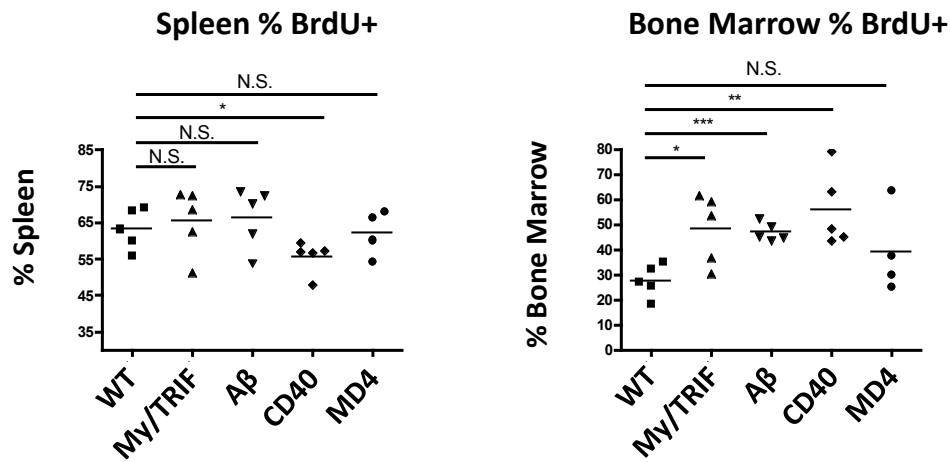 Spleen % BrdU+
N.S.
*
N.S.
N.S.
% Spleen
85
75
65
55
45
35
WT
My/TRIF
Aβ
CD40
MD4
Bone Marrow % BrdU+
N.S.
**
***
*
% Bone Marrow
80
70
60
50
40
30
20
10
0
WT
My/TRIF
Aβ
CD40
MD4